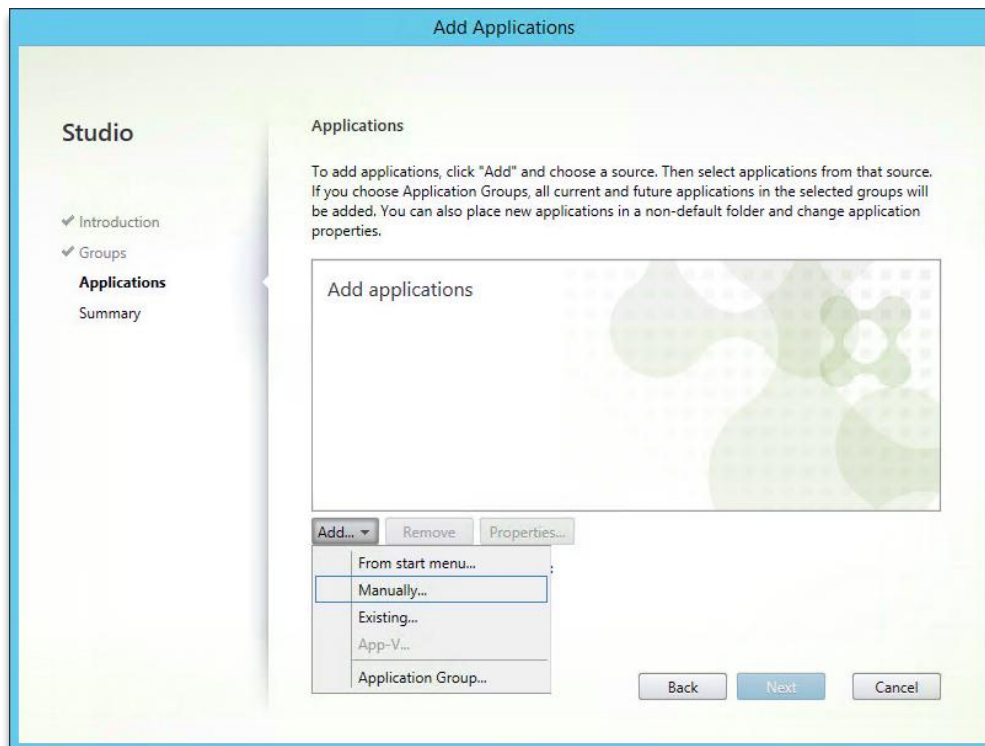 Add Applications
Studio
✔ Introduction
✔ Groups
Applications
Summary
Applications
To add applications, click "Add" and choose a source. Then select applications from that source.
If you choose Application Groups, all current and future applications in the selected groups will
be added. You can also place new applications in a non-default folder and change application
properties.
Add applications
Add...
Remove
Properties...
From start menu...
Manually...
Existing...
App-V...
Application Group...
Back
Next
Cancel